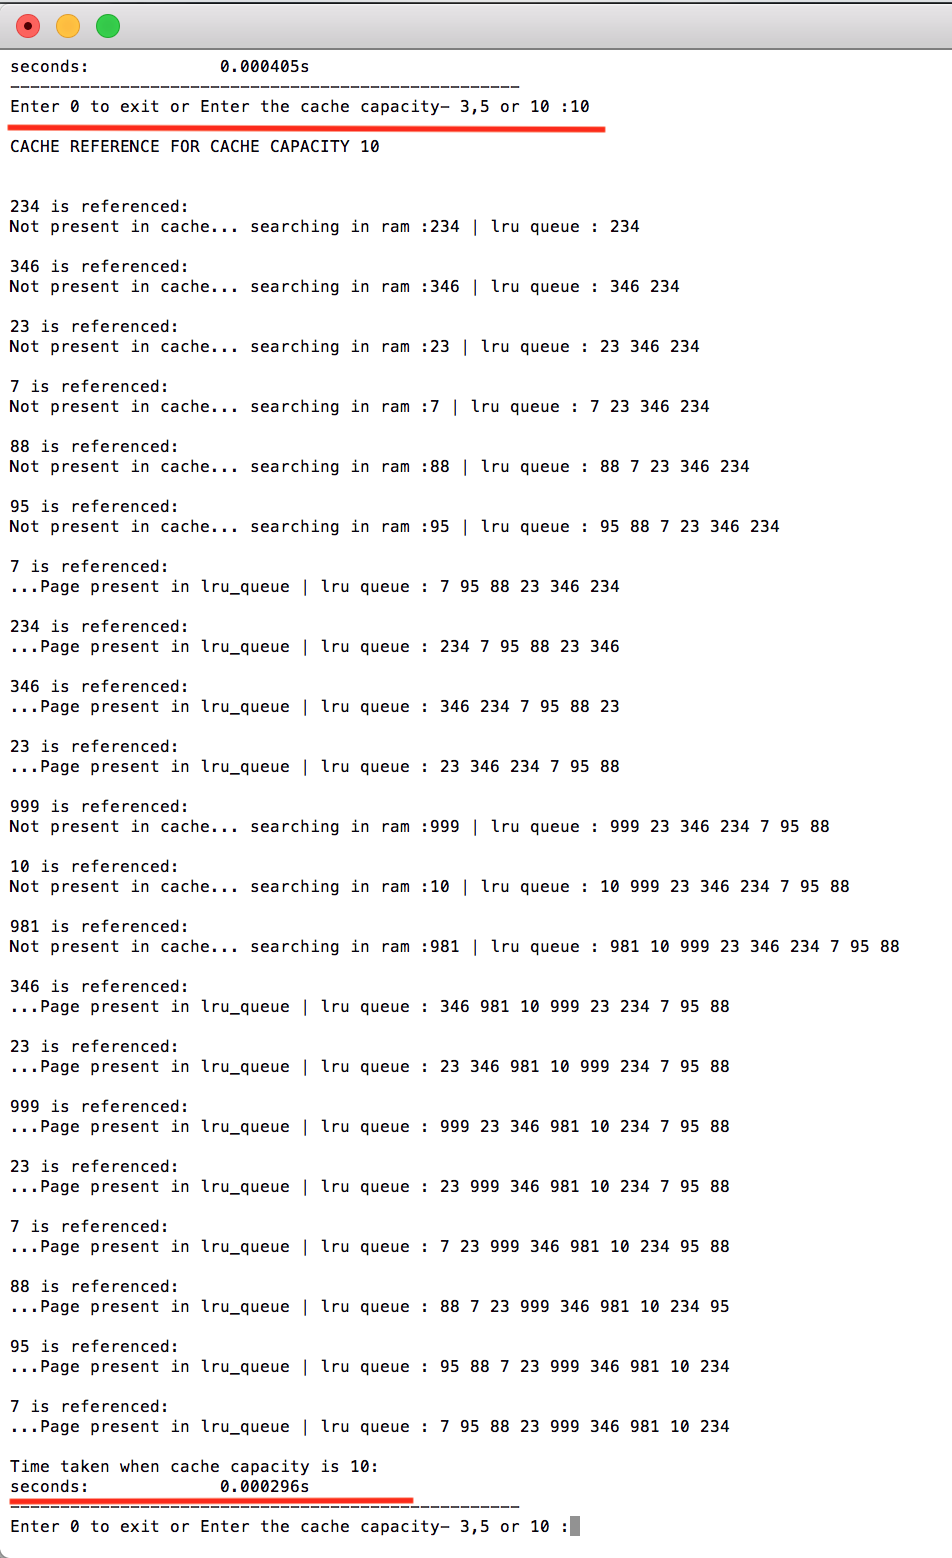 seconds:             0.000405s
---------------------------------------------------
Enter 0 to exit or Enter the cache capacity- 3,5 or 10 :10
CACHE REFERENCE FOR CACHE CAPACITY 10
234 is referenced:
Not present in cache... searching in ram :234 | lru queue : 234
346 is referenced:
Not present in cache... searching in ram :346 | lru queue : 346 234
23 is referenced:
Not present in cache... searching in ram :23 | lru queue : 23 346 234
7 is referenced:
Not present in cache... searching in ram :7 | lru queue : 7 23 346 234
88 is referenced:
Not present in cache... searching in ram :88 | lru queue : 88 7 23 346 234
95 is referenced:
Not present in cache... searching in ram :95 | lru queue : 95 88 7 23 346 234
7 is referenced:
...Page present in lru_queue | lru queue : 7 95 88 23 346 234
234 is referenced:
...Page present in lru_queue | lru queue : 234 7 95 88 23 346
346 is referenced:
...Page present in lru_queue | lru queue : 346 234 7 95 88 23
23 is referenced:
...Page present in lru_queue | lru queue : 23 346 234 7 95 88
999 is referenced:
Not present in cache... searching in ram :999 | lru queue : 999 23 346 234 7 95 88
10 is referenced:
Not present in cache... searching in ram :10 | lru queue : 10 999 23 346 234 7 95 88
981 is referenced:
Not present in cache... searching in ram :981 | lru queue : 981 10 999 23 346 234 7 95 88
346 is referenced:
...Page present in lru_queue | lru queue : 346 981 10 999 23 234 7 95 88
23 is referenced:
...Page present in lru_queue | lru queue : 23 346 981 10 999 234 7 95 88
999 is referenced:
...Page present in lru_queue | lru queue : 999 23 346 981 10 234 7 95 88
23 is referenced:
...Page present in lru_queue | lru queue : 23 999 346 981 10 234 7 95 88
7 is referenced:
...Page present in lru_queue | lru queue : 7 23 999 346 981 10 234 95 88
88 is referenced:
...Page present in lru_queue | lru queue : 88 7 23 999 346 981 10 234 95
95 is referenced:
...Page present in lru_queue | lru queue : 95 88 7 23 999 346 981 10 234
7 is referenced:
...Page present in lru_queue | lru queue : 7 95 88 23 999 346 981 10 234
Time taken when cache capacity is 10:
seconds:             0.000296s
---------------------------------------------------
Enter 0 to exit or Enter the cache capacity- 3,5 or 10 :